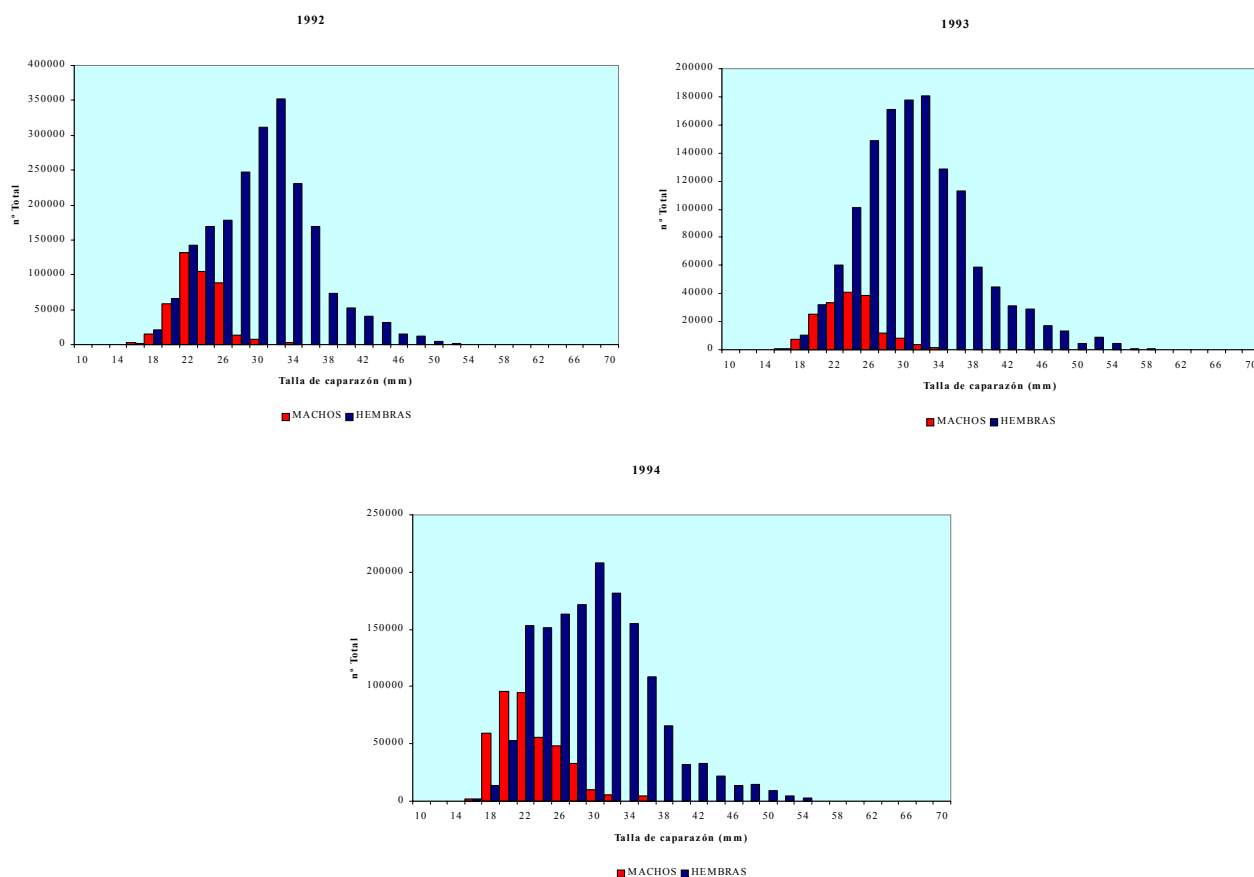 1992
400000
350000
300000
250000
200000
150000
100000
50000
0
nº Total
10 14 18 22 26 30 34 38 42 46 50 54 58 62 66 70
Talla de caparazón (mm)
MACHOS HEMBRAS
1993
200000
180000
160000
140000
120000
100000
80000
60000
40000
20000
0
nº Total
10 14 18 22 26 30 34 38 42 46 50 54 58 62 66 70
Talla de caparazón (mm)
MACHOS HEMBRAS
1994
250000
200000
150000
100000
50000
0
nº Total
10 14 18 22 26 30 34 38 42 46 50 54 58 62 66 70
Talla de caparazón (mm)
MACHOS HEMBRAS